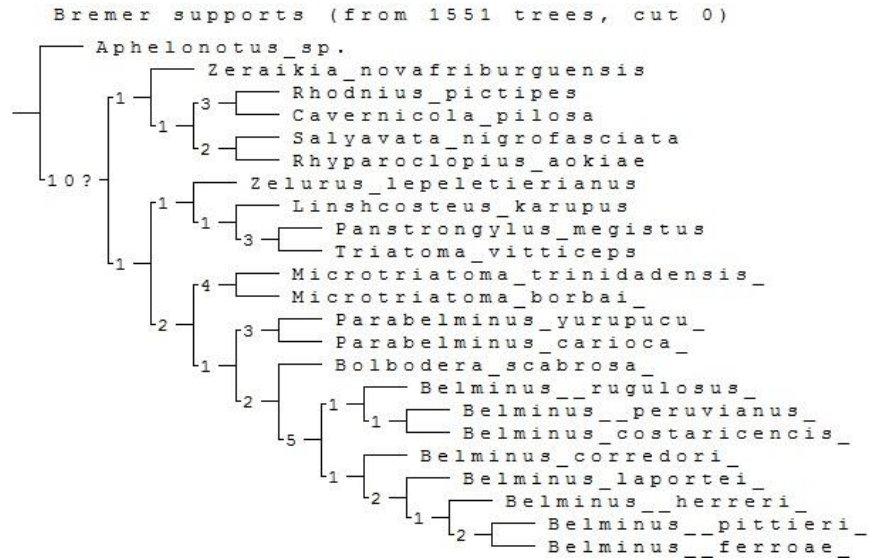 Bremer supports (from 1551 trees, cut 0)
Aphelonotus_sp.
Zeraikia_novafriburguensis
1
3 Rhodnius_pictipes
Cavernicola_pilosa
1
Salyavata_nigrofasciata
2
Rhyparoclopius_aokiae
10?
Zelurus_lepeletierianus
1
Linshcosteus_karupus
1
Panstrongylus_megistus
3
Triatoma_vitticeps
1
Microtriatoma_trinidadensis_
4
Microtriatoma_borbai_
2
Parabelminus_yurupucu_
3
Parabelminus_carioca_
1
Bolbodera_scabrosa_
Belminus__rugulosus_
2
1
Belminus__peruvianus_
1
Belminus_costaricencis_
5
Belminus_corredori_
1
Belminus_laportei_
2
Belminus__herreri_
1
Belminus__pittieri_
2
Belminus__ferroae_